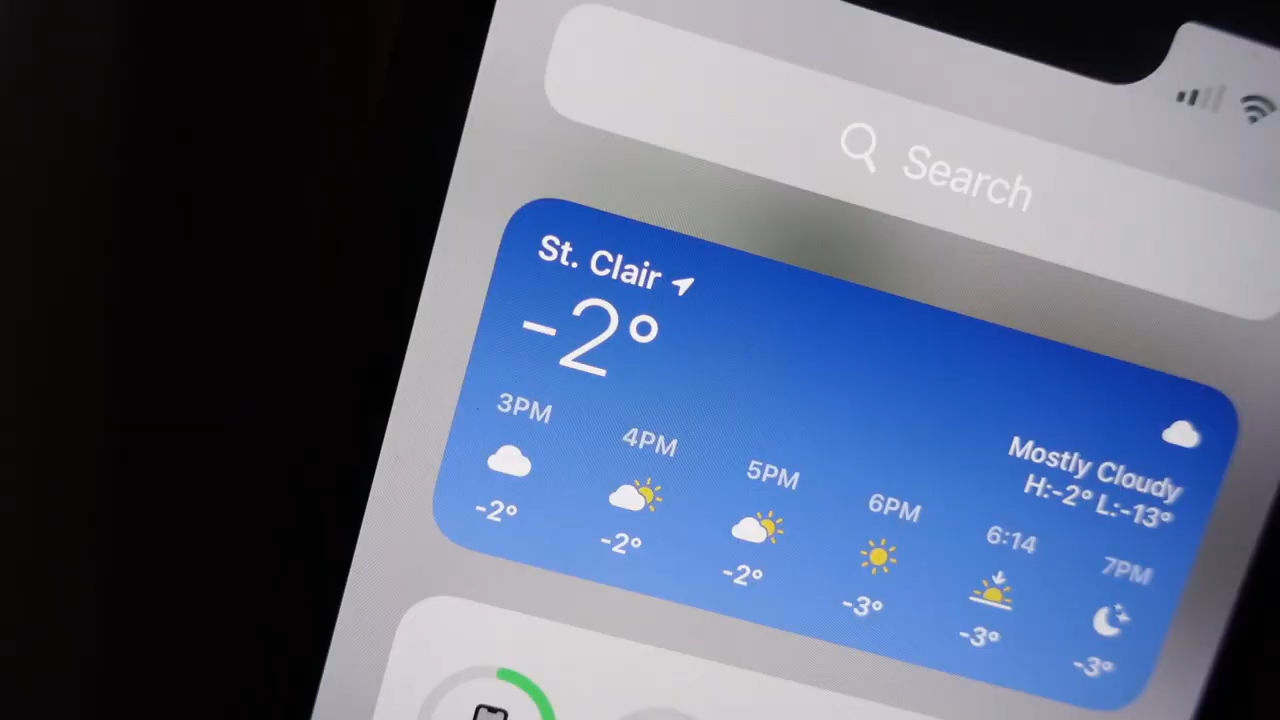 Search
St. Clair
-2°
Mostly Cloudy
H:-2° L:-13°
3PM 4PM 5PM 6PM 6:14 7PM
-2° -2° -2° -3° -3° -3°